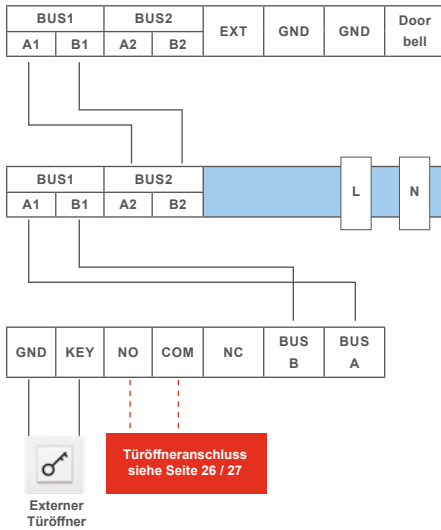 BUS1 BUS2 EXT GND GND Door bell
A1 B1 A2 B2
BUS1 BUS2 L N
A1 B1 A2 B2
GND KEY NO COM NC BUS B BUS A
Türöffneranschluss
siehe Seite 26 / 27
Externer
Türöffner